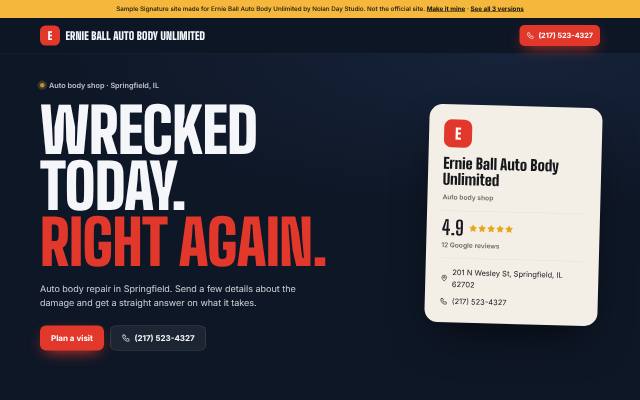 Sample Signature site made for Ernie Ball Auto Body Unlimited by Nolan Day Studio. Not the official site. Make it mine · See all 3 versions
E ERNIE BALL AUTO BODY UNLIMITED
(217) 523-4327
Auto body shop · Springfield, IL
WRECKED
TODAY.
RIGHT AGAIN.
Auto body repair in Springfield. Send a few details about the
damage and get a straight answer on what it takes.
Plan a visit
(217) 523-4327
E
Ernie Ball Auto Body
Unlimited
Auto body shop
4.9
12 Google reviews
201 N Wesley St, Springfield, IL
62702
(217) 523-4327